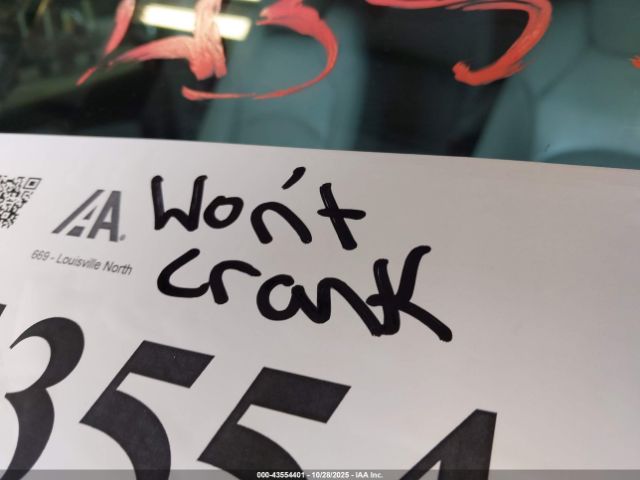 IAA
669 - Louisville North
Won't
crank
3554
000-43554401 - 10/28/2025 - IAA Inc.